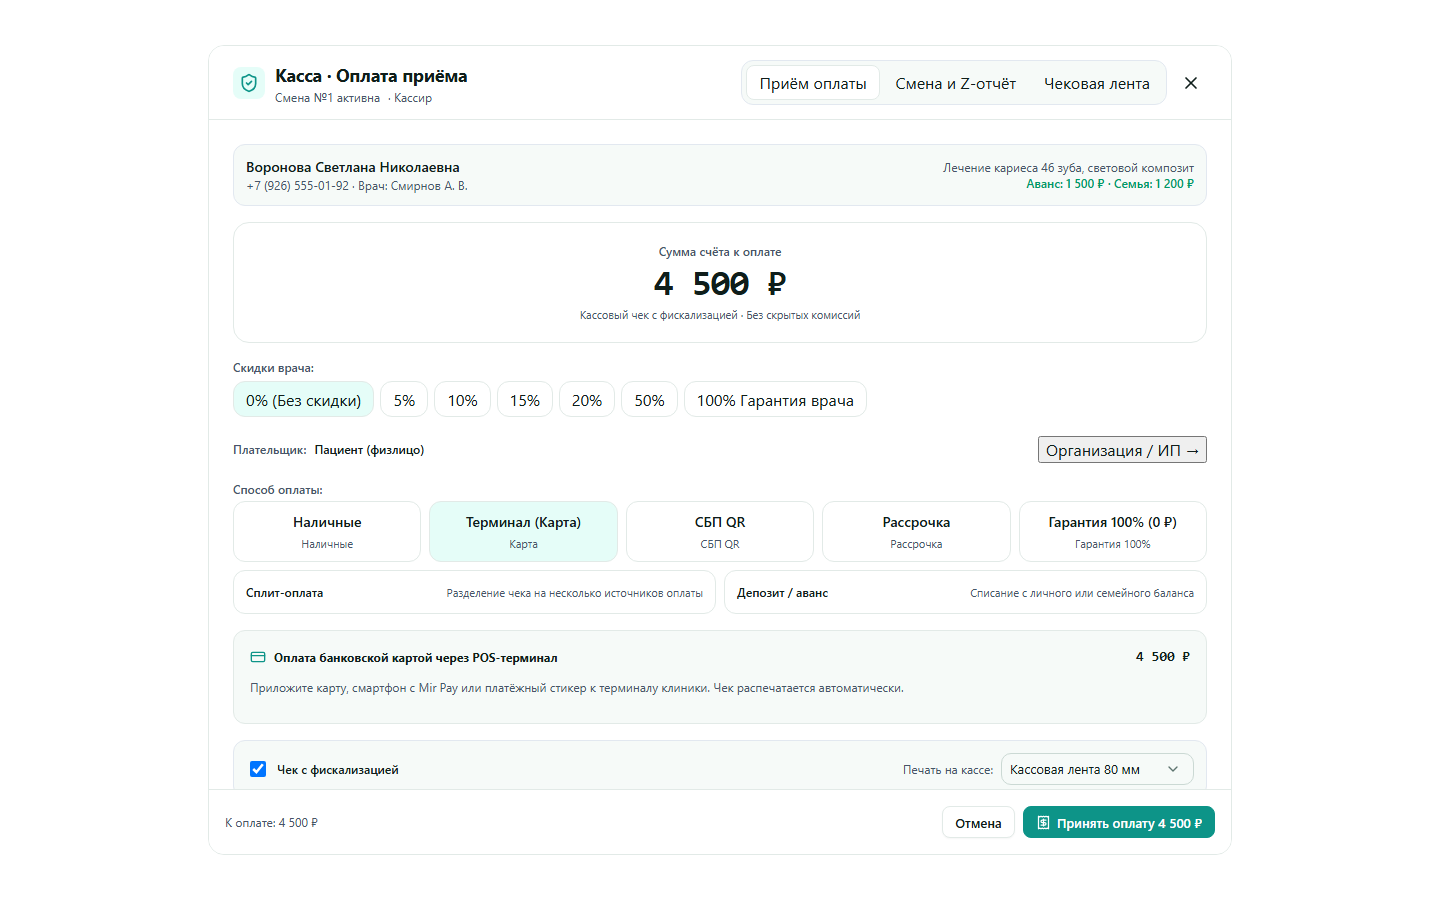 Касса · Оплата приёма
Смена №1 активна · Кассир
Приём оплаты
Смена и Z-отчёт
Чековая лента
Воронова Светлана Николаевна
+7 (926) 555-01-92 · Врач: Смирнов А. В.
Лечение кариеса 46 зуба, световой композит
Аванс: 1 500 ₽ · Семья: 1 200 ₽
Сумма счёта к оплате
4 500 ₽
Кассовый чек с фискализацией · Без скрытых комиссий
Скидки врача:
0% (Без скидки)
5%
10%
15%
20%
50%
100% Гарантия врача
Плательщик: Пациент (физлицо)
Организация / ИП →
Способ оплаты:
Наличные
Наличные
Терминал (Карта)
Карта
СБП QR
СБП QR
Рассрочка
Рассрочка
Гарантия 100% (0 ₽)
Гарантия 100%
Сплит-оплата
Разделение чека на несколько источников оплаты
Депозит / аванс
Списание с личного или семейного баланса
Оплата банковской картой через POS-терминал
4 500 ₽
Приложите карту, смартфон с Mir Pay или платёжный стикер к терминалу клиники. Чек распечатается автоматически.
Чек с фискализацией
Печать на кассе:
Кассовая лента 80 мм
К оплате: 4 500 ₽
Отмена
Принять оплату 4 500 ₽